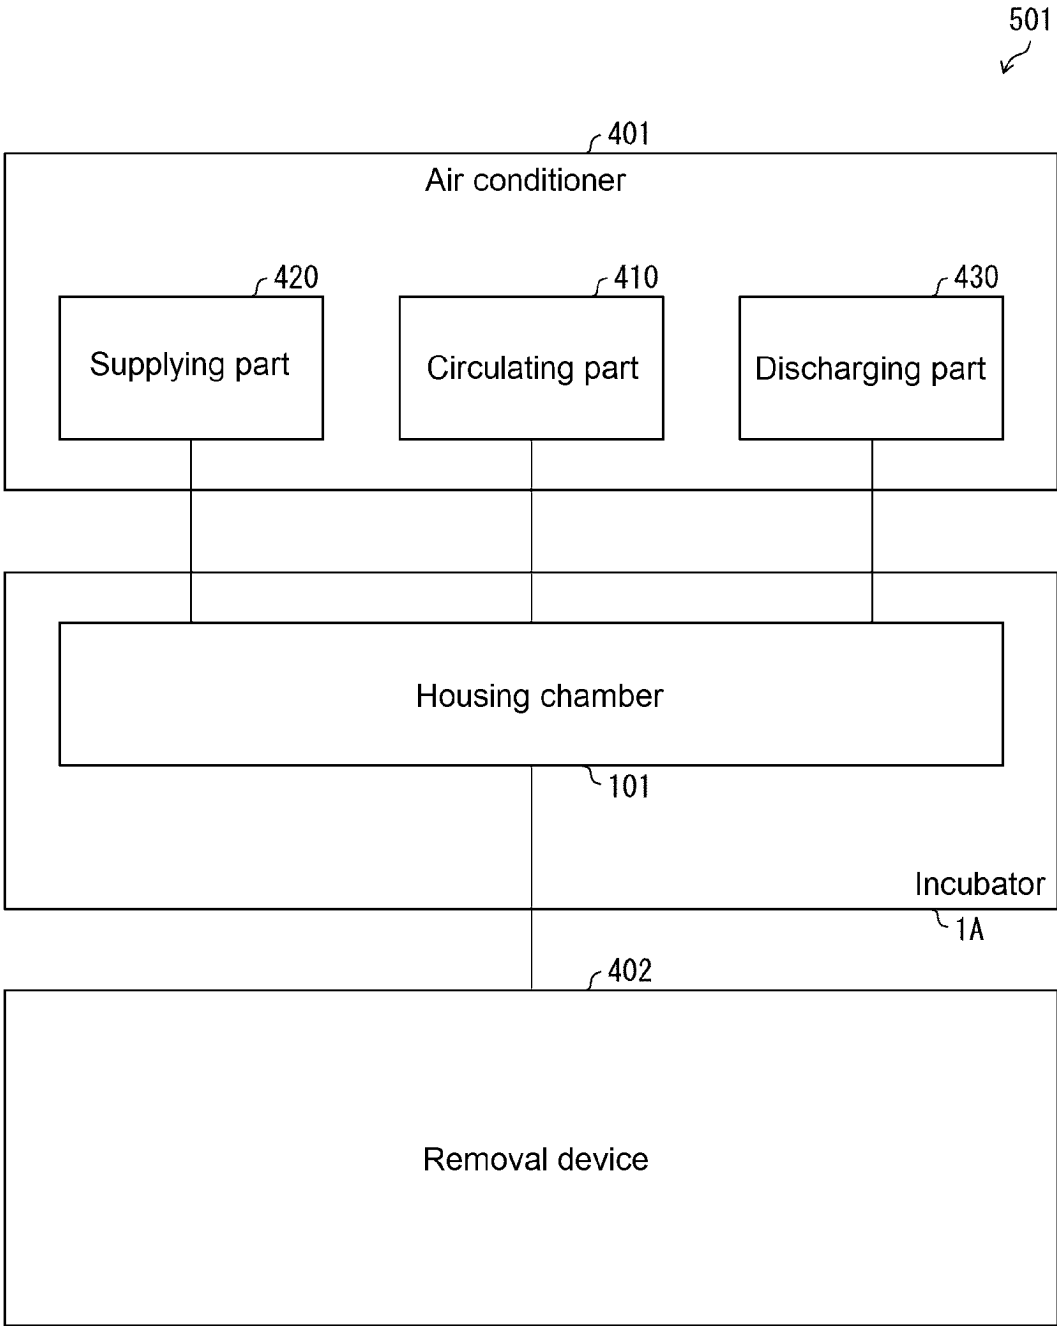 501
401
Air conditioner
420
410
430
Supplying part
Circulating part
Discharging part
Housing chamber
101
Incubator
1A
402
Removal device